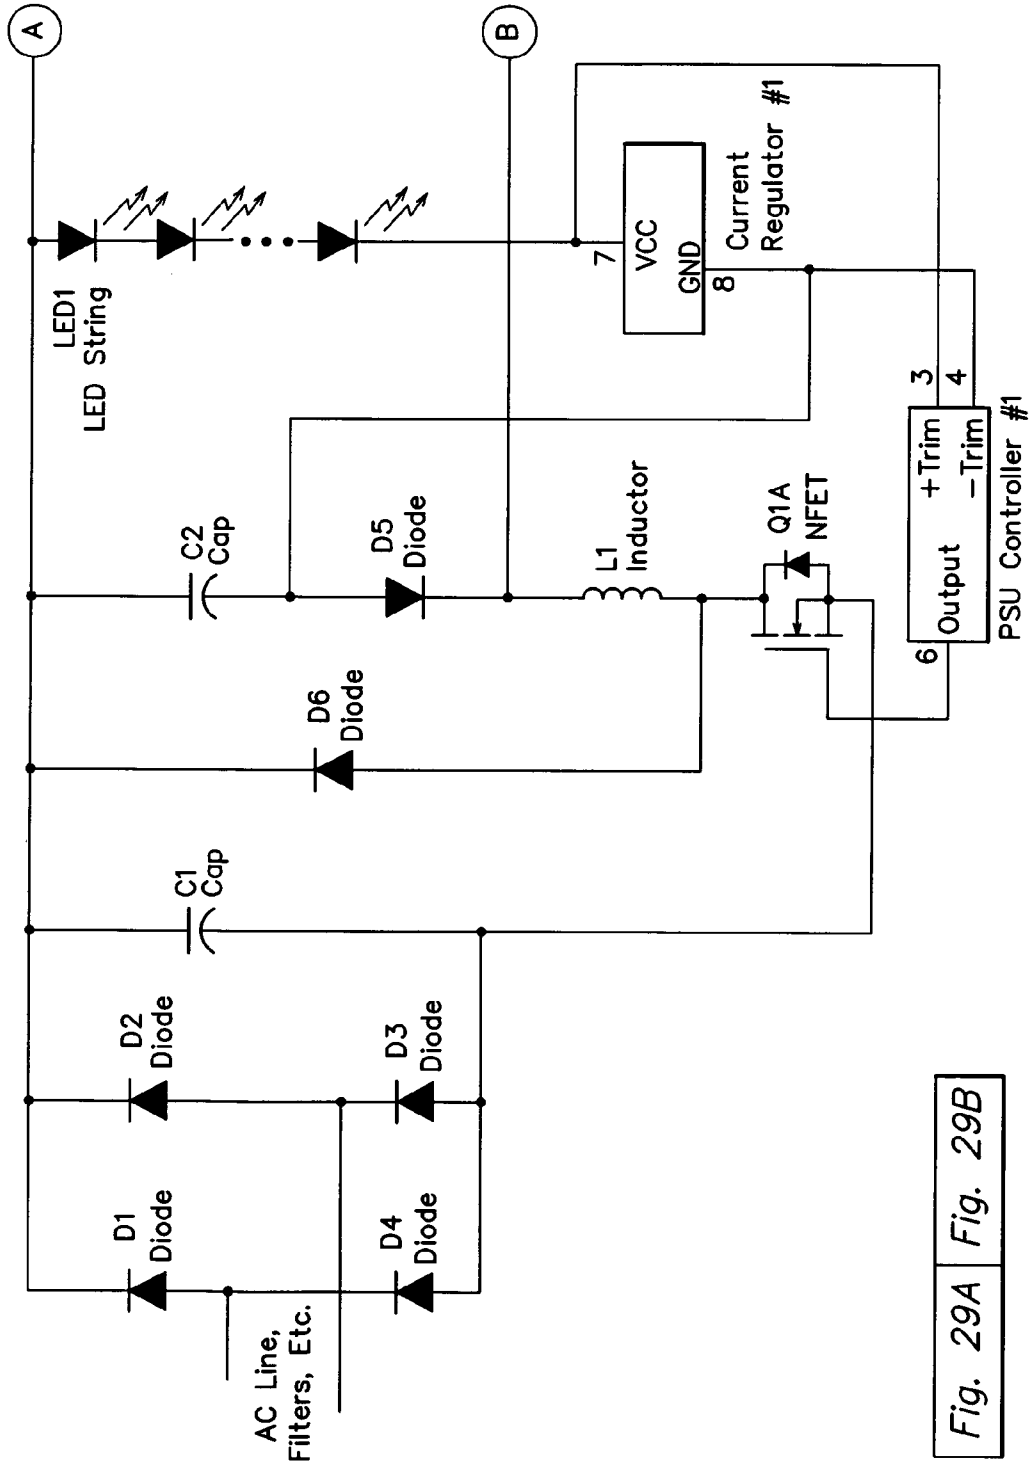 A
B
LED1
LED String
7
VCC
GND
8
Current
Regulator #1
C2
Cap
D5
Diode
L1
Inductor
Q1A
NFET
3
4
+Trim
-Trim
Output
6
PSU Controller #1
D6
Diode
C1
Cap
D2
Diode
D3
Diode
D1
Diode
D4
Diode
AC Line,
Filters, Etc.
Fig. 29A
Fig. 29B